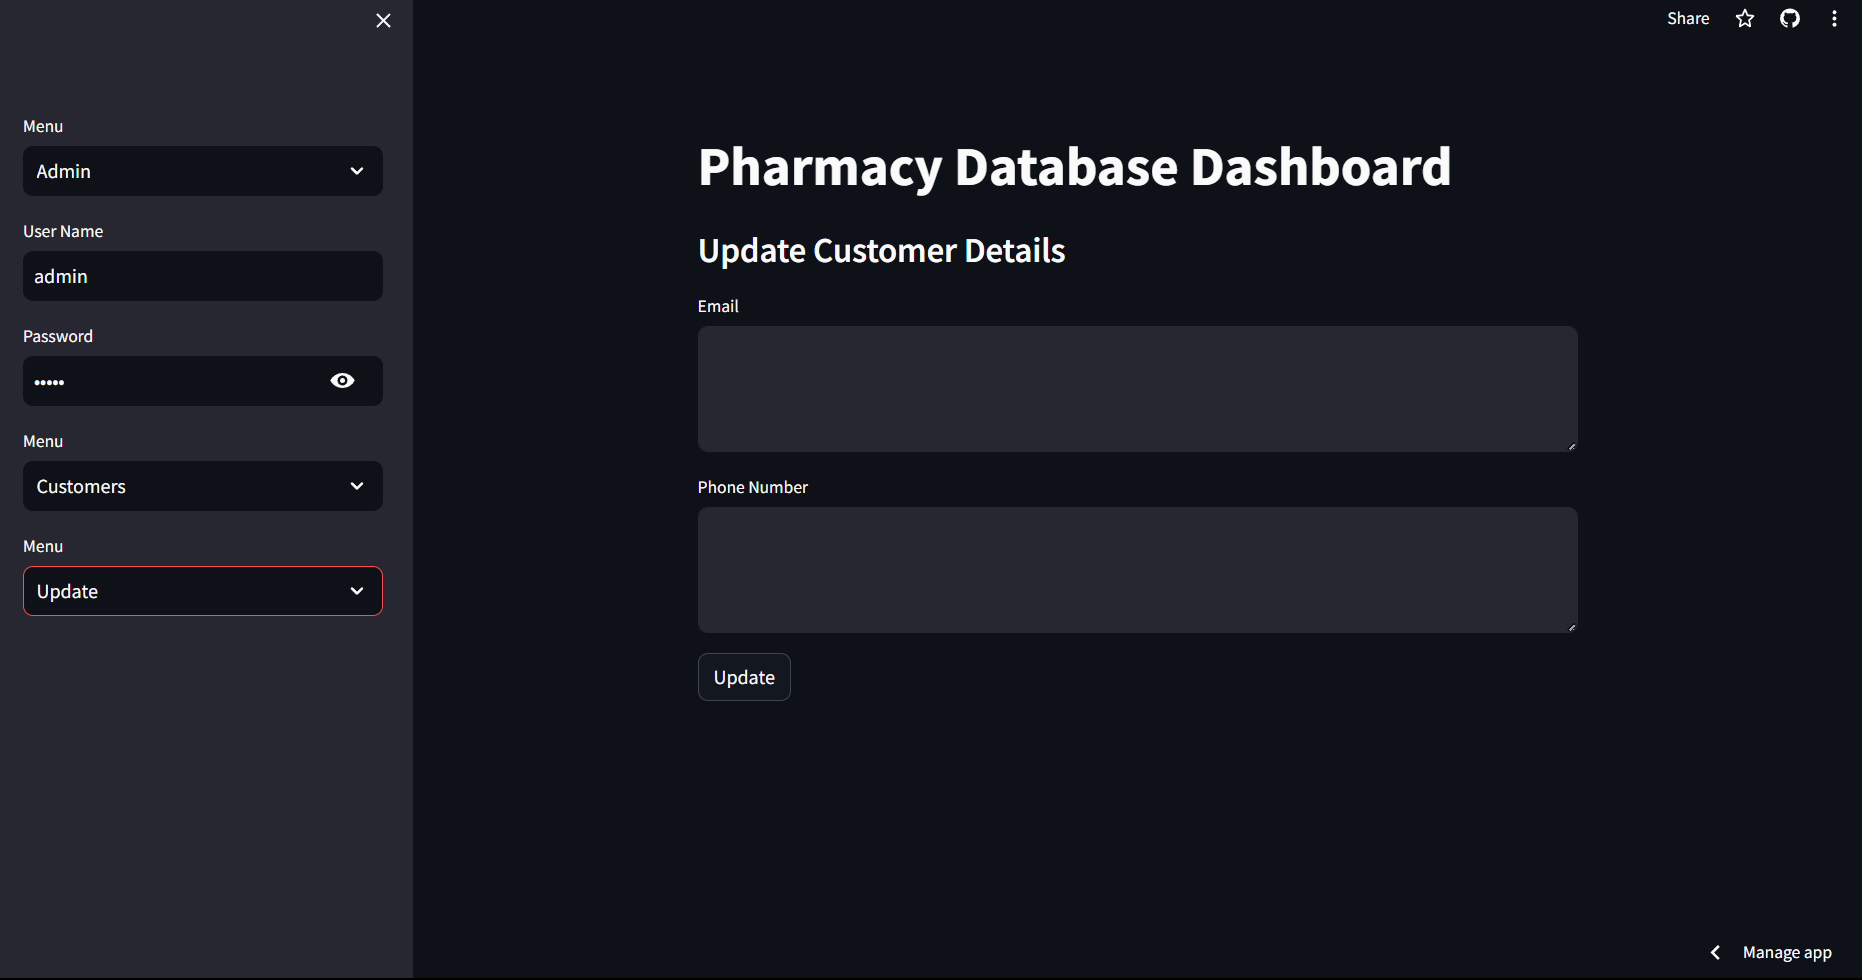 Share
Menu
Admin
User Name
admin
Password
•••••
Menu
Customers
Menu
Update
Pharmacy Database Dashboard
Update Customer Details
Email
Phone Number
Update
Manage app